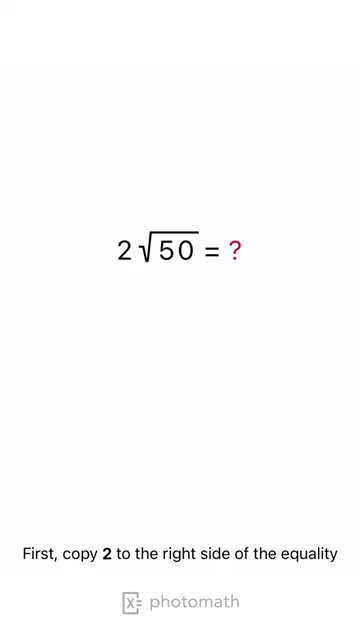 2√50 = ?
First, copy 2 to the right side of the equality
photomath